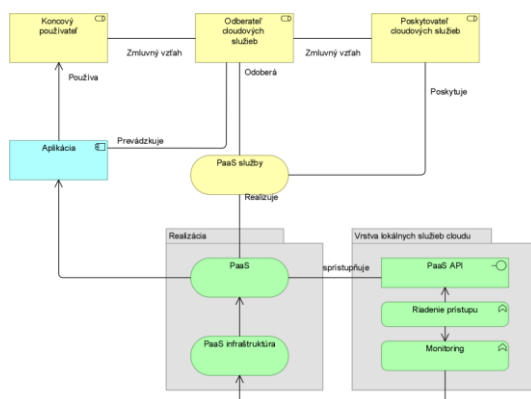 Koncový
používateľ
Odberateľ
cloudových
služieb
Poskytovateľ
cloudových služieb
Zmluvný vzťah
Zmluvný vzťah
Používa
Odoberá
Poskytuje
Aplikácia
Prevádzkuje
PaaS služby
Realizuje
Realizácia
Vrstva lokálnych služieb cloudu
PaaS
sprístupňuje
PaaS API
Riadenie prístupu
PaaS infraštruktúra
Monitoring